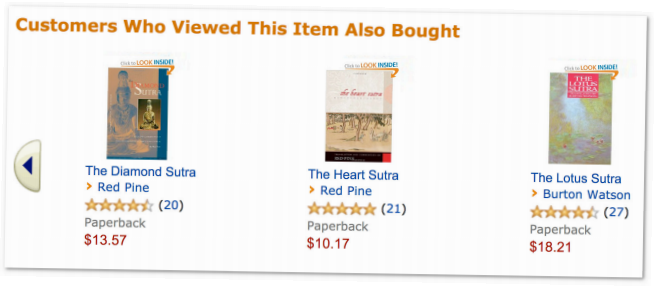 Customers Who Viewed This Item Also Bought
Click to LOOK INSIDE!
SUTRA
The Diamond Sutra
Red Pine
(20)
Paperback
$13.57
Click to LOOK INSIDE!
the heart sutra
RED PINE
The Heart Sutra
Red Pine
(21)
Paperback
$10.17
Click to LOOK INSIDE!
THE
LOTUS
SUTRA
The Lotus Sutra
Burton Watson
(27)
Paperback
$18.21